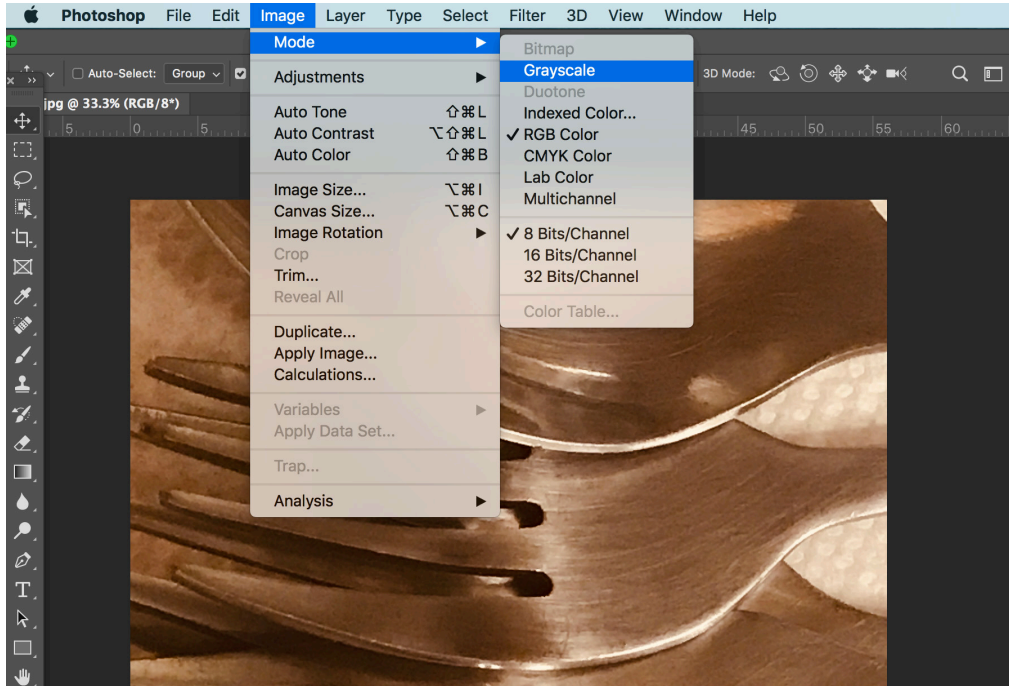 Photoshop File Edit Image Layer Type Select Filter 3D View Window Help
Auto-Select: Group
3D Mode:
jpg @ 33.3% (RGB/8*)
5 0 5 45 50 55 60
Mode
Adjustments
Auto Tone ⇧⌘L
Auto Contrast ⌥⇧⌘L
Auto Color ⇧⌘B
Image Size... ⌥⌘I
Canvas Size... ⌥⌘C
Image Rotation
Crop
Trim...
Reveal All
Duplicate...
Apply Image...
Calculations...
Variables
Apply Data Set...
Trap...
Analysis
Bitmap
Grayscale
Duotone
Indexed Color...
RGB Color
CMYK Color
Lab Color
Multichannel
8 Bits/Channel
16 Bits/Channel
32 Bits/Channel
Color Table...